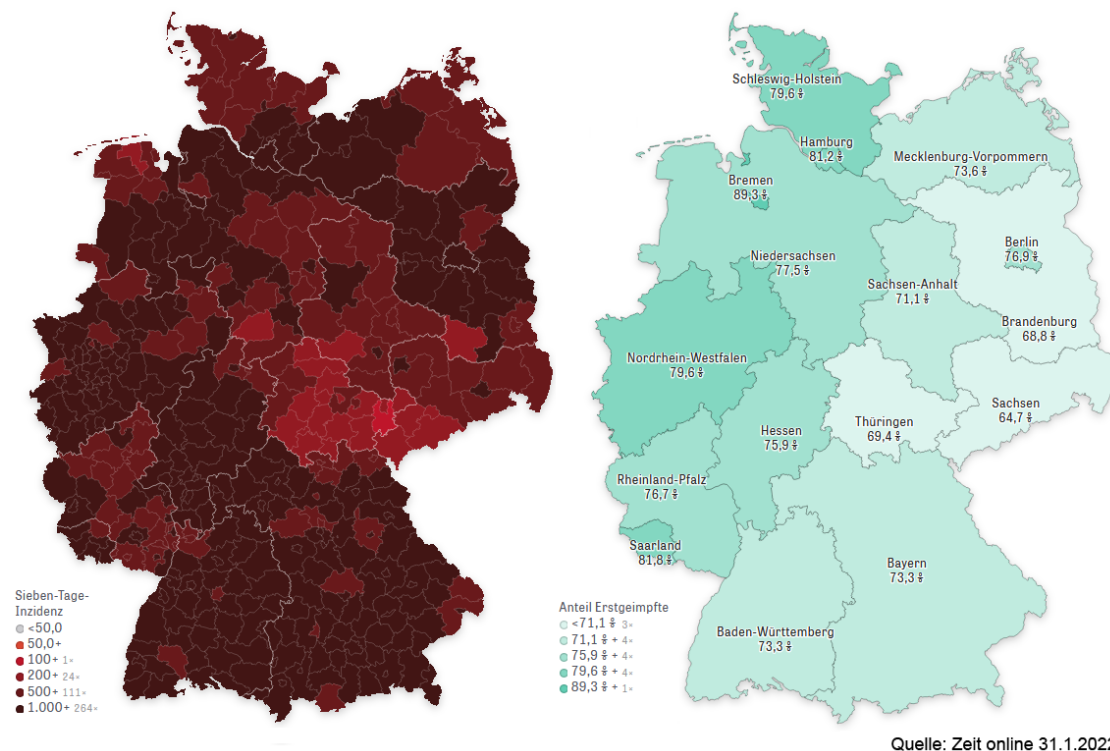 Schleswig-Holstein
79,6 %
Hamburg
81,2 %
Mecklenburg-Vorpommern
73,6 %
Bremen
89,3 %
Niedersachsen
77,5 %
Berlin
76,9 %
Sachsen-Anhalt
71,1 %
Brandenburg
68,8 %
Nordrhein-Westfalen
79,6 %
Sachsen
64,7 %
Thüringen
69,4 %
Hessen
75,9 %
Rheinland-Pfalz
76,7 %
Saarland
81,8 %
Bayern
73,3 %
Baden-Württemberg
73,3 %
Sieben-Tage-
Inzidenz
<50,0
50,0+
100+ 1×
200+ 24×
500+ 111×
1.000+ 264×
Anteil Erstgeimpfte
<71,1 % 3×
71,1 % + 4×
75,9 % + 4×
79,6 % + 4×
89,3 % + 1×
Quelle: Zeit online 31.1.2022